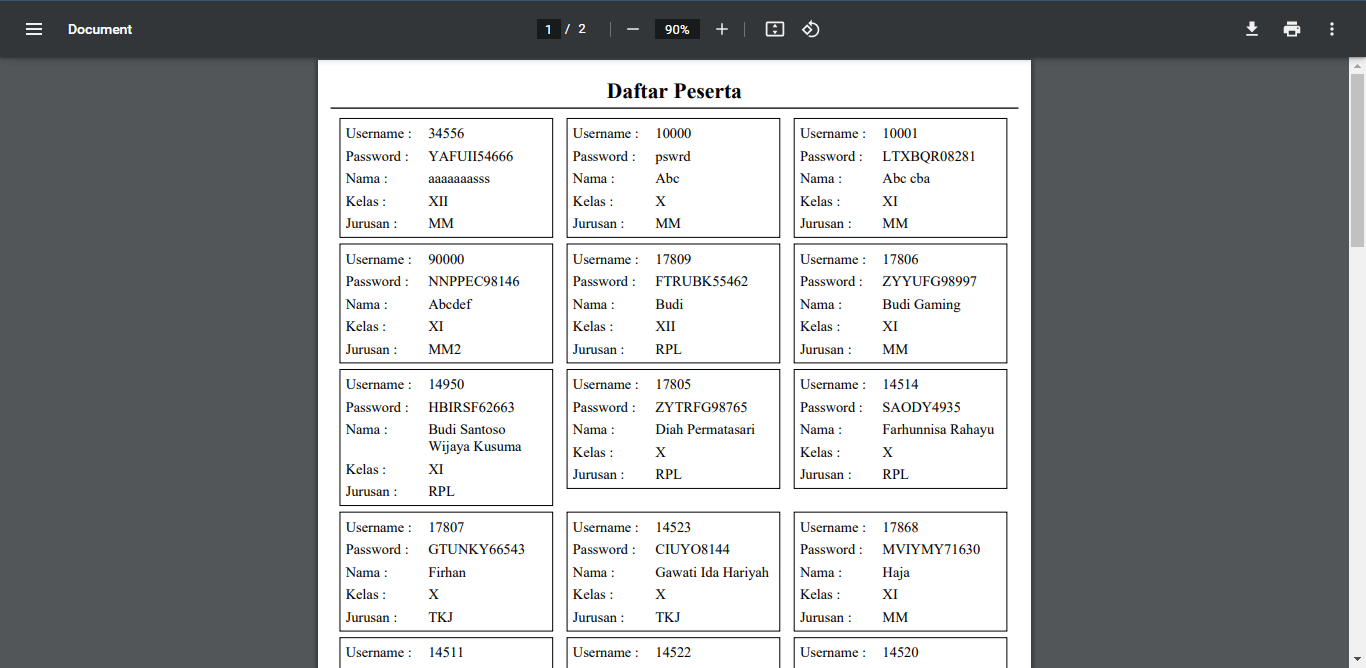 Document
1 / 2
90%
Daftar Peserta
Username : 34556
Password : YAFUII54666
Nama : aaaaaaasss
Kelas : XII
Jurusan : MM
Username : 10000
Password : pswrd
Nama : Abc
Kelas : X
Jurusan : MM
Username : 10001
Password : LTXBQR08281
Nama : Abc cba
Kelas : XI
Jurusan : MM
Username : 90000
Password : NNPPEC98146
Nama : Abcdef
Kelas : XI
Jurusan : MM2
Username : 17809
Password : FTRUBK55462
Nama : Budi
Kelas : XII
Jurusan : RPL
Username : 17806
Password : ZYYUFG98997
Nama : Budi Gaming
Kelas : XI
Jurusan : MM
Username : 14950
Password : HBIRSF62663
Nama : Budi Santoso
Wijaya Kusuma
Kelas : XI
Jurusan : RPL
Username : 17805
Password : ZYTRFG98765
Nama : Diah Permatasari
Kelas : X
Jurusan : RPL
Username : 14514
Password : SAODY4935
Nama : Farhunnisa Rahayu
Kelas : X
Jurusan : RPL
Username : 17807
Password : GTUNKY66543
Nama : Firhan
Kelas : X
Jurusan : TKJ
Username : 14523
Password : CIUYO8144
Nama : Gawati Ida Hariyah
Kelas : X
Jurusan : TKJ
Username : 17868
Password : MVIYMY71630
Nama : Haja
Kelas : XI
Jurusan : MM
Username : 14511
Username : 14522
Username : 14520